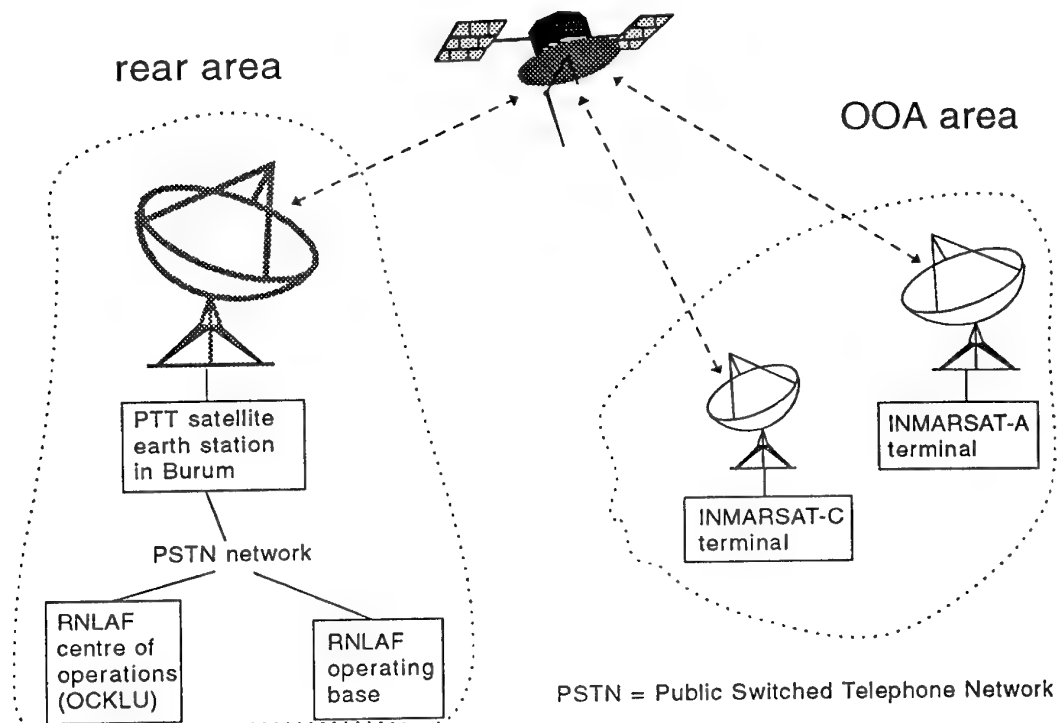 rear area
OOA area
PTT satellite
earth station
in Burum
INMARSAT-A
terminal
INMARSAT-C
terminal
PSTN network
RNLAF
centre of
operations
(OCKLU)
RNLAF
operating
base
PSTN = Public Switched Telephone Network